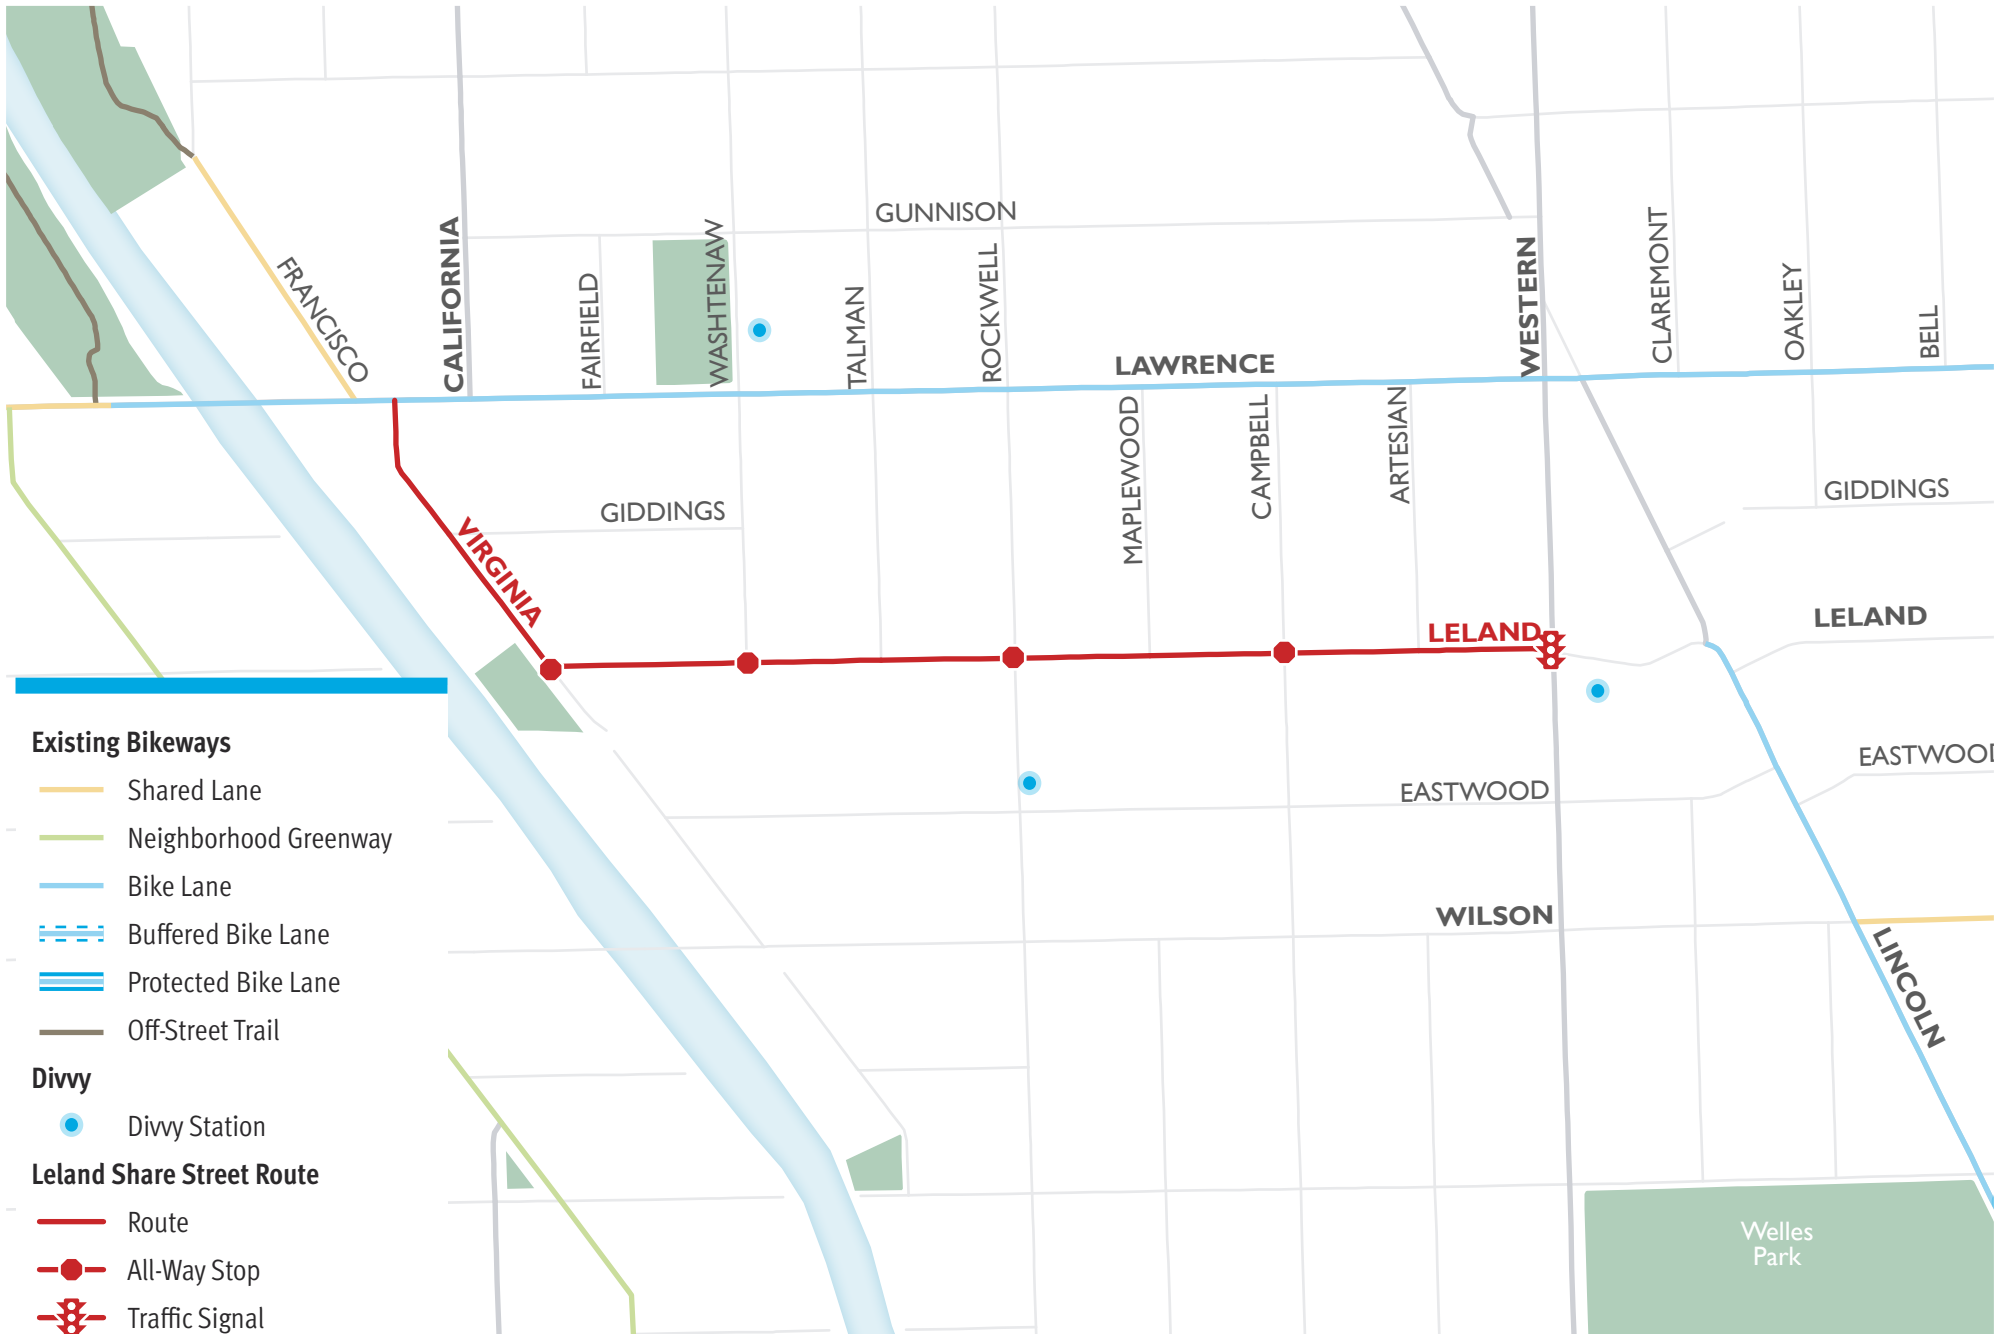 GUNNISON
FRANCISCO
CALIFORNIA
FAIRFIELD
WASHTENAW
TALMAN
ROCKWELL
LAWRENCE
WESTERN
CLAREMONT
OAKLEY
BELL
MAPLEWOOD
CAMPBELL
ARTESIAN
GIDDINGS
GIDDINGS
VIRGINIA
LELAND
LELAND
EASTWOOD
EASTWOOD
WILSON
LINCOLN
Welles
Park
Existing Bikeways
Shared Lane
Neighborhood Greenway
Bike Lane
Buffered Bike Lane
Protected Bike Lane
Off-Street Trail
Divvy
Divvy Station
Leland Share Street Route
Route
All-Way Stop
Traffic Signal